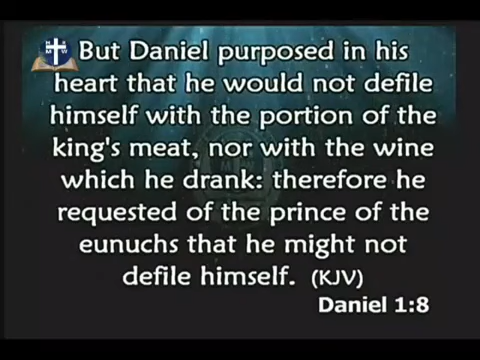 But Daniel purposed in his
heart that he would not defile
himself with the portion of the
king's meat, nor with the wine
which he drank: therefore he
requested of the prince of the
eunuchs that he might not
defile himself. (KJV)
Daniel 1:8